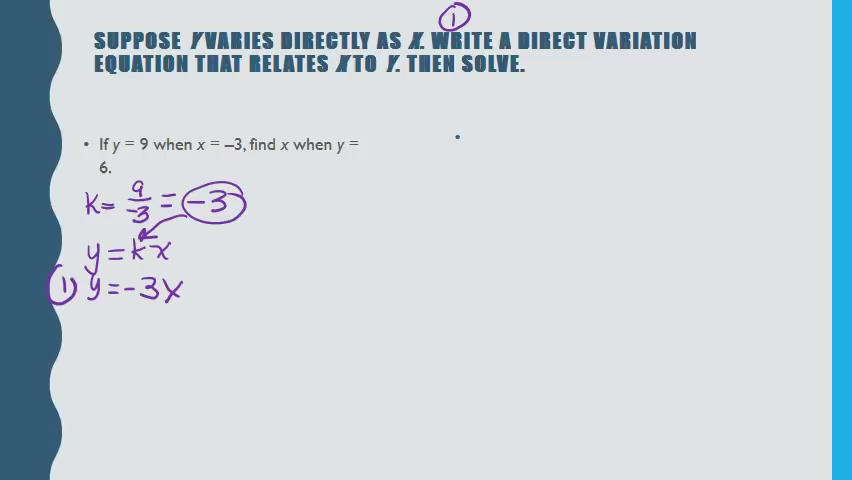 ①
SUPPOSE Y VARIES DIRECTLY AS X. WRITE A DIRECT VARIATION
EQUATION THAT RELATES X TO Y. THEN SOLVE.
• If y = 9 when x = –3, find x when y =
6.
•
k = 9/-3 = -3
y = kx
① y = -3x